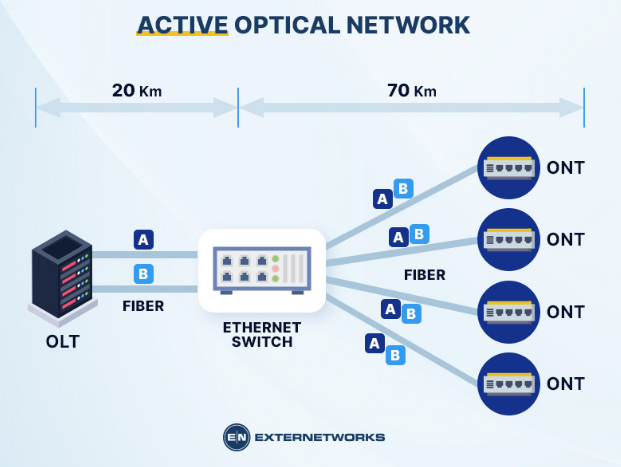 ACTIVE OPTICAL NETWORK
20 Km
70 Km
A
B
FIBER
OLT
ETHERNET
SWITCH
A B
A B
FIBER
A B
A B
ONT
ONT
ONT
ONT
EN EXTERNETWORKS